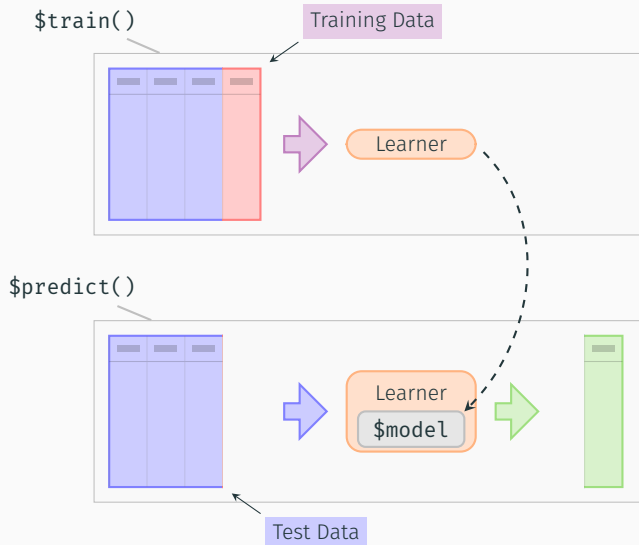 $train()
Training Data
Learner
$predict()
Learner
$model
Test Data